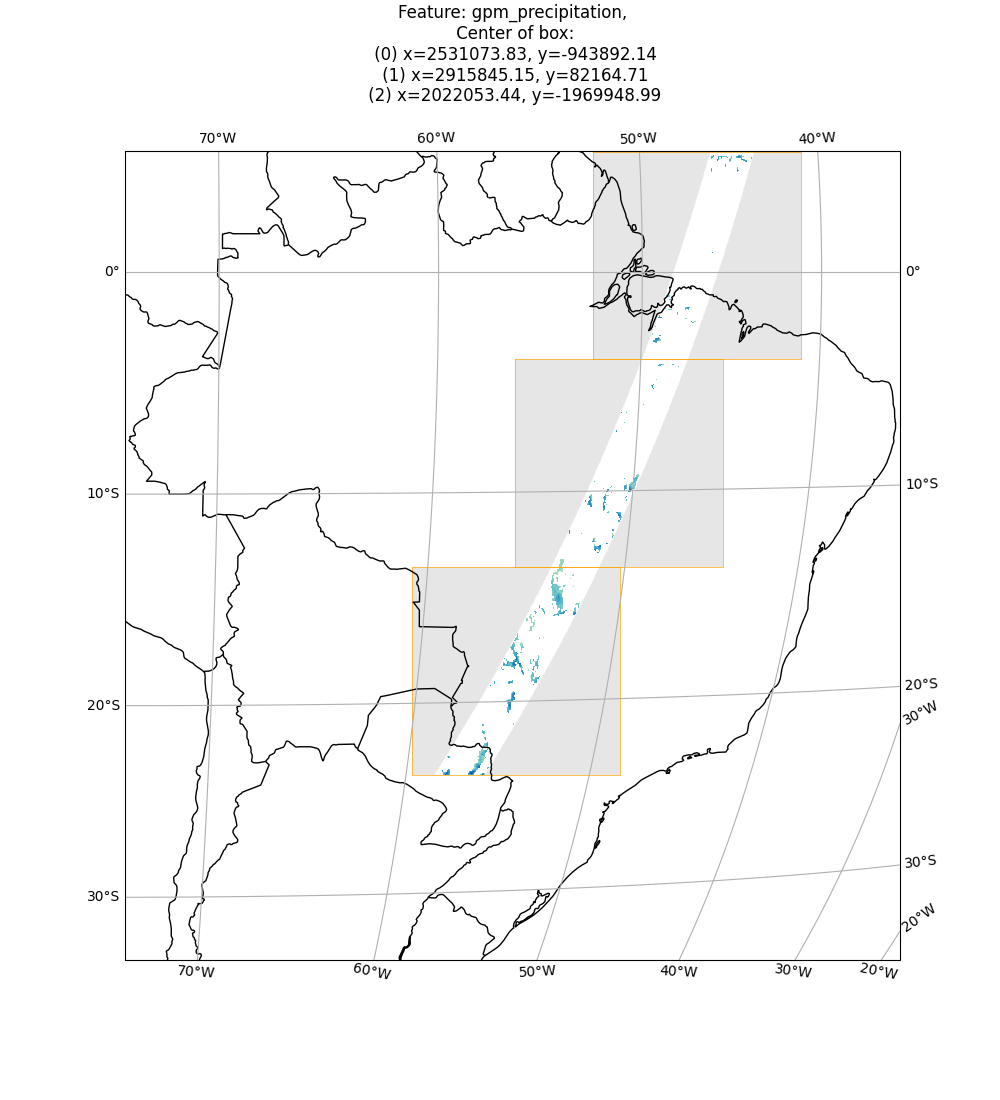 Feature: gpm_precipitation,
Center of box:
(0) x=2531073.83, y=-943892.14
(1) x=2915845.15, y=82164.71
(2) x=2022053.44, y=-1969948.99
70°W 60°W 50°W 40°W
0° 0°
10°S 10°S
20°S 20°S
30°W
30°S 30°S
20°W
70°W 60°W 50°W 40°W 30°W 20°W